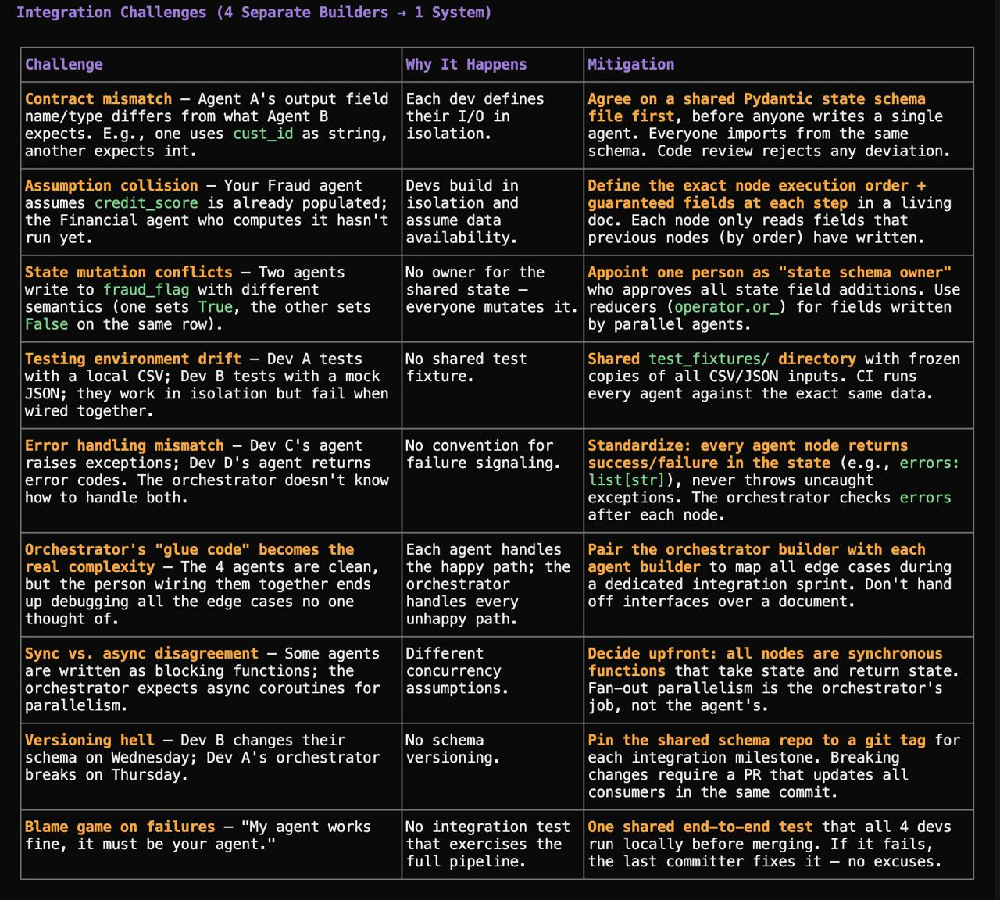 Integration Challenges (4 Separate Builders → 1 System)
Challenge
Why It Happens
Mitigation
Contract mismatch — Agent A's output field
name/type differs from what Agent B
expects. E.g., one uses cust_id as string,
another expects int.
Each dev defines
their I/O in
isolation.
Agree on a shared Pydantic state schema
file first, before anyone writes a single
agent. Everyone imports from the same
schema. Code review rejects any deviation.
Assumption collision — Your Fraud agent
assumes credit_score is already populated;
the Financial agent who computes it hasn't
run yet.
Devs build in
isolation and
assume data
availability.
Define the exact node execution order +
guaranteed fields at each step in a living
doc. Each node only reads fields that
previous nodes (by order) have written.
State mutation conflicts — Two agents
write to fraud_flag with different
semantics (one sets True, the other sets
False on the same row).
No owner for the
shared state —
everyone mutates it.
Appoint one person as "state schema owner"
who approves all state field additions. Use
reducers (operator.or_) for fields written
by parallel agents.
Testing environment drift — Dev A tests
with a local CSV; Dev B tests with a mock
JSON; they work in isolation but fail when
wired together.
No shared test
fixture.
Shared test_fixtures/ directory with frozen
copies of all CSV/JSON inputs. CI runs
every agent against the exact same data.
Error handling mismatch — Dev C's agent
raises exceptions; Dev D's agent returns
error codes. The orchestrator doesn't know
how to handle both.
No convention for
failure signaling.
Standardize: every agent node returns
success/failure in the state (e.g., errors:
list[str]), never throws uncaught
exceptions. The orchestrator checks errors
after each node.
Orchestrator's "glue code" becomes the
real complexity — The 4 agents are clean,
but the person wiring them together ends
up debugging all the edge cases no one
thought of.
Each agent handles
the happy path; the
orchestrator
handles every
unhappy path.
Pair the orchestrator builder with each
agent builder to map all edge cases during
a dedicated integration sprint. Don't hand
off interfaces over a document.
Sync vs. async disagreement — Some agents
are written as blocking functions; the
orchestrator expects async coroutines for
parallelism.
Different
concurrency
assumptions.
Decide upfront: all nodes are synchronous
functions that take state and return state.
Fan-out parallelism is the orchestrator's
job, not the agent's.
Versioning hell — Dev B changes their
schema on Wednesday; Dev A's orchestrator
breaks on Thursday.
No schema
versioning.
Pin the shared schema repo to a git tag for
each integration milestone. Breaking
changes require a PR that updates all
consumers in the same commit.
Blame game on failures — "My agent works
fine, it must be your agent."
No integration test
that exercises the
full pipeline.
One shared end-to-end test that all 4 devs
run locally before merging. If it fails,
the last committer fixes it — no excuses.